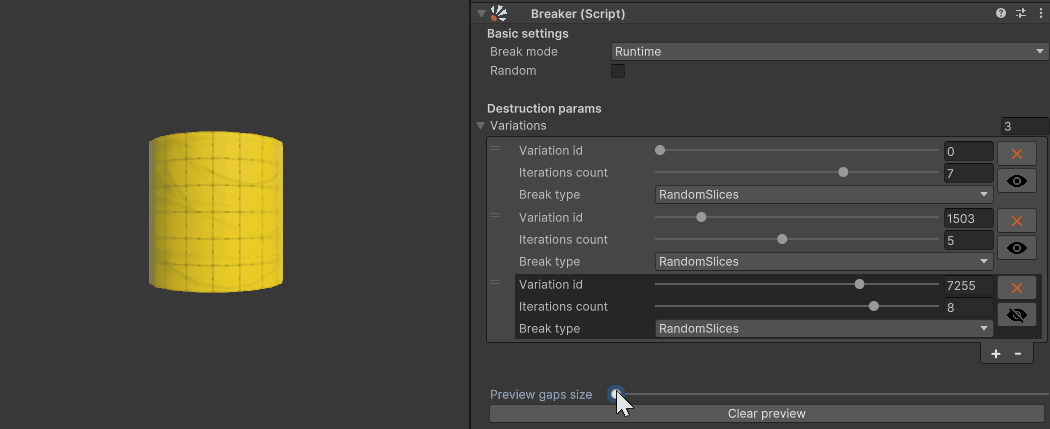 Breaker (Script)
Basic settings
Break mode Runtime
Random
Destruction params
Variations 3
Variation id 0
Iterations count 7
Break type RandomSlices
Variation id 1503
Iterations count 5
Break type RandomSlices
Variation id 7255
Iterations count 8
Break type RandomSlices
+ -
Preview gaps size
Clear preview